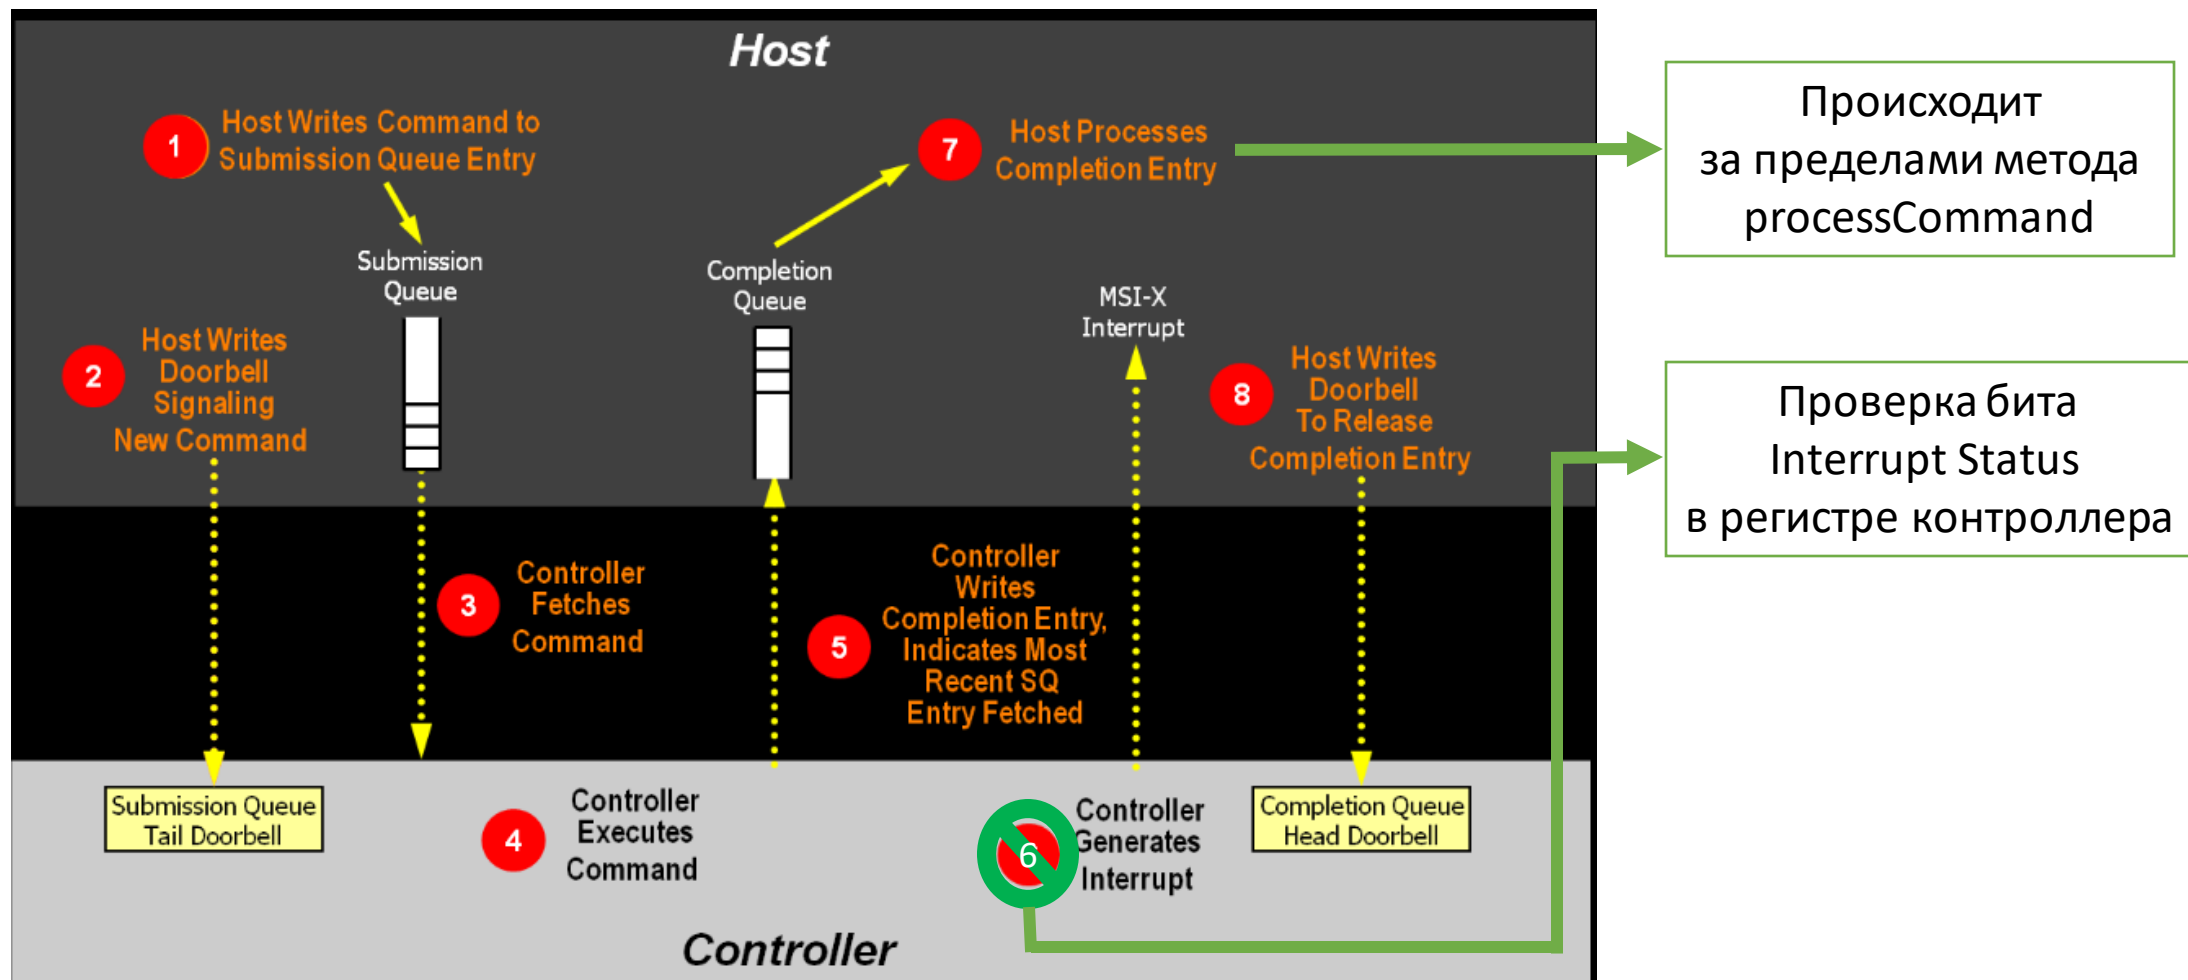 Host
1
Host Writes Command to
Submission Queue Entry
7
Host Processes
Completion Entry
Происходит
за пределами метода
processCommand
Submission
Queue
Completion
Queue
MSI-X
Interrupt
2
Host Writes
Doorbell
Signaling
New Command
8
Host Writes
Doorbell
To Release
Completion Entry
Проверка бита
Interrupt Status
в регистре контроллера
3
Controller
Fetches
Command
5
Controller
Writes
Completion Entry,
Indicates Most
Recent SQ
Entry Fetched
Submission Queue
Tail Doorbell
4
Controller
Executes
Command
6
Controller
Generates
Interrupt
Completion Queue
Head Doorbell
Controller